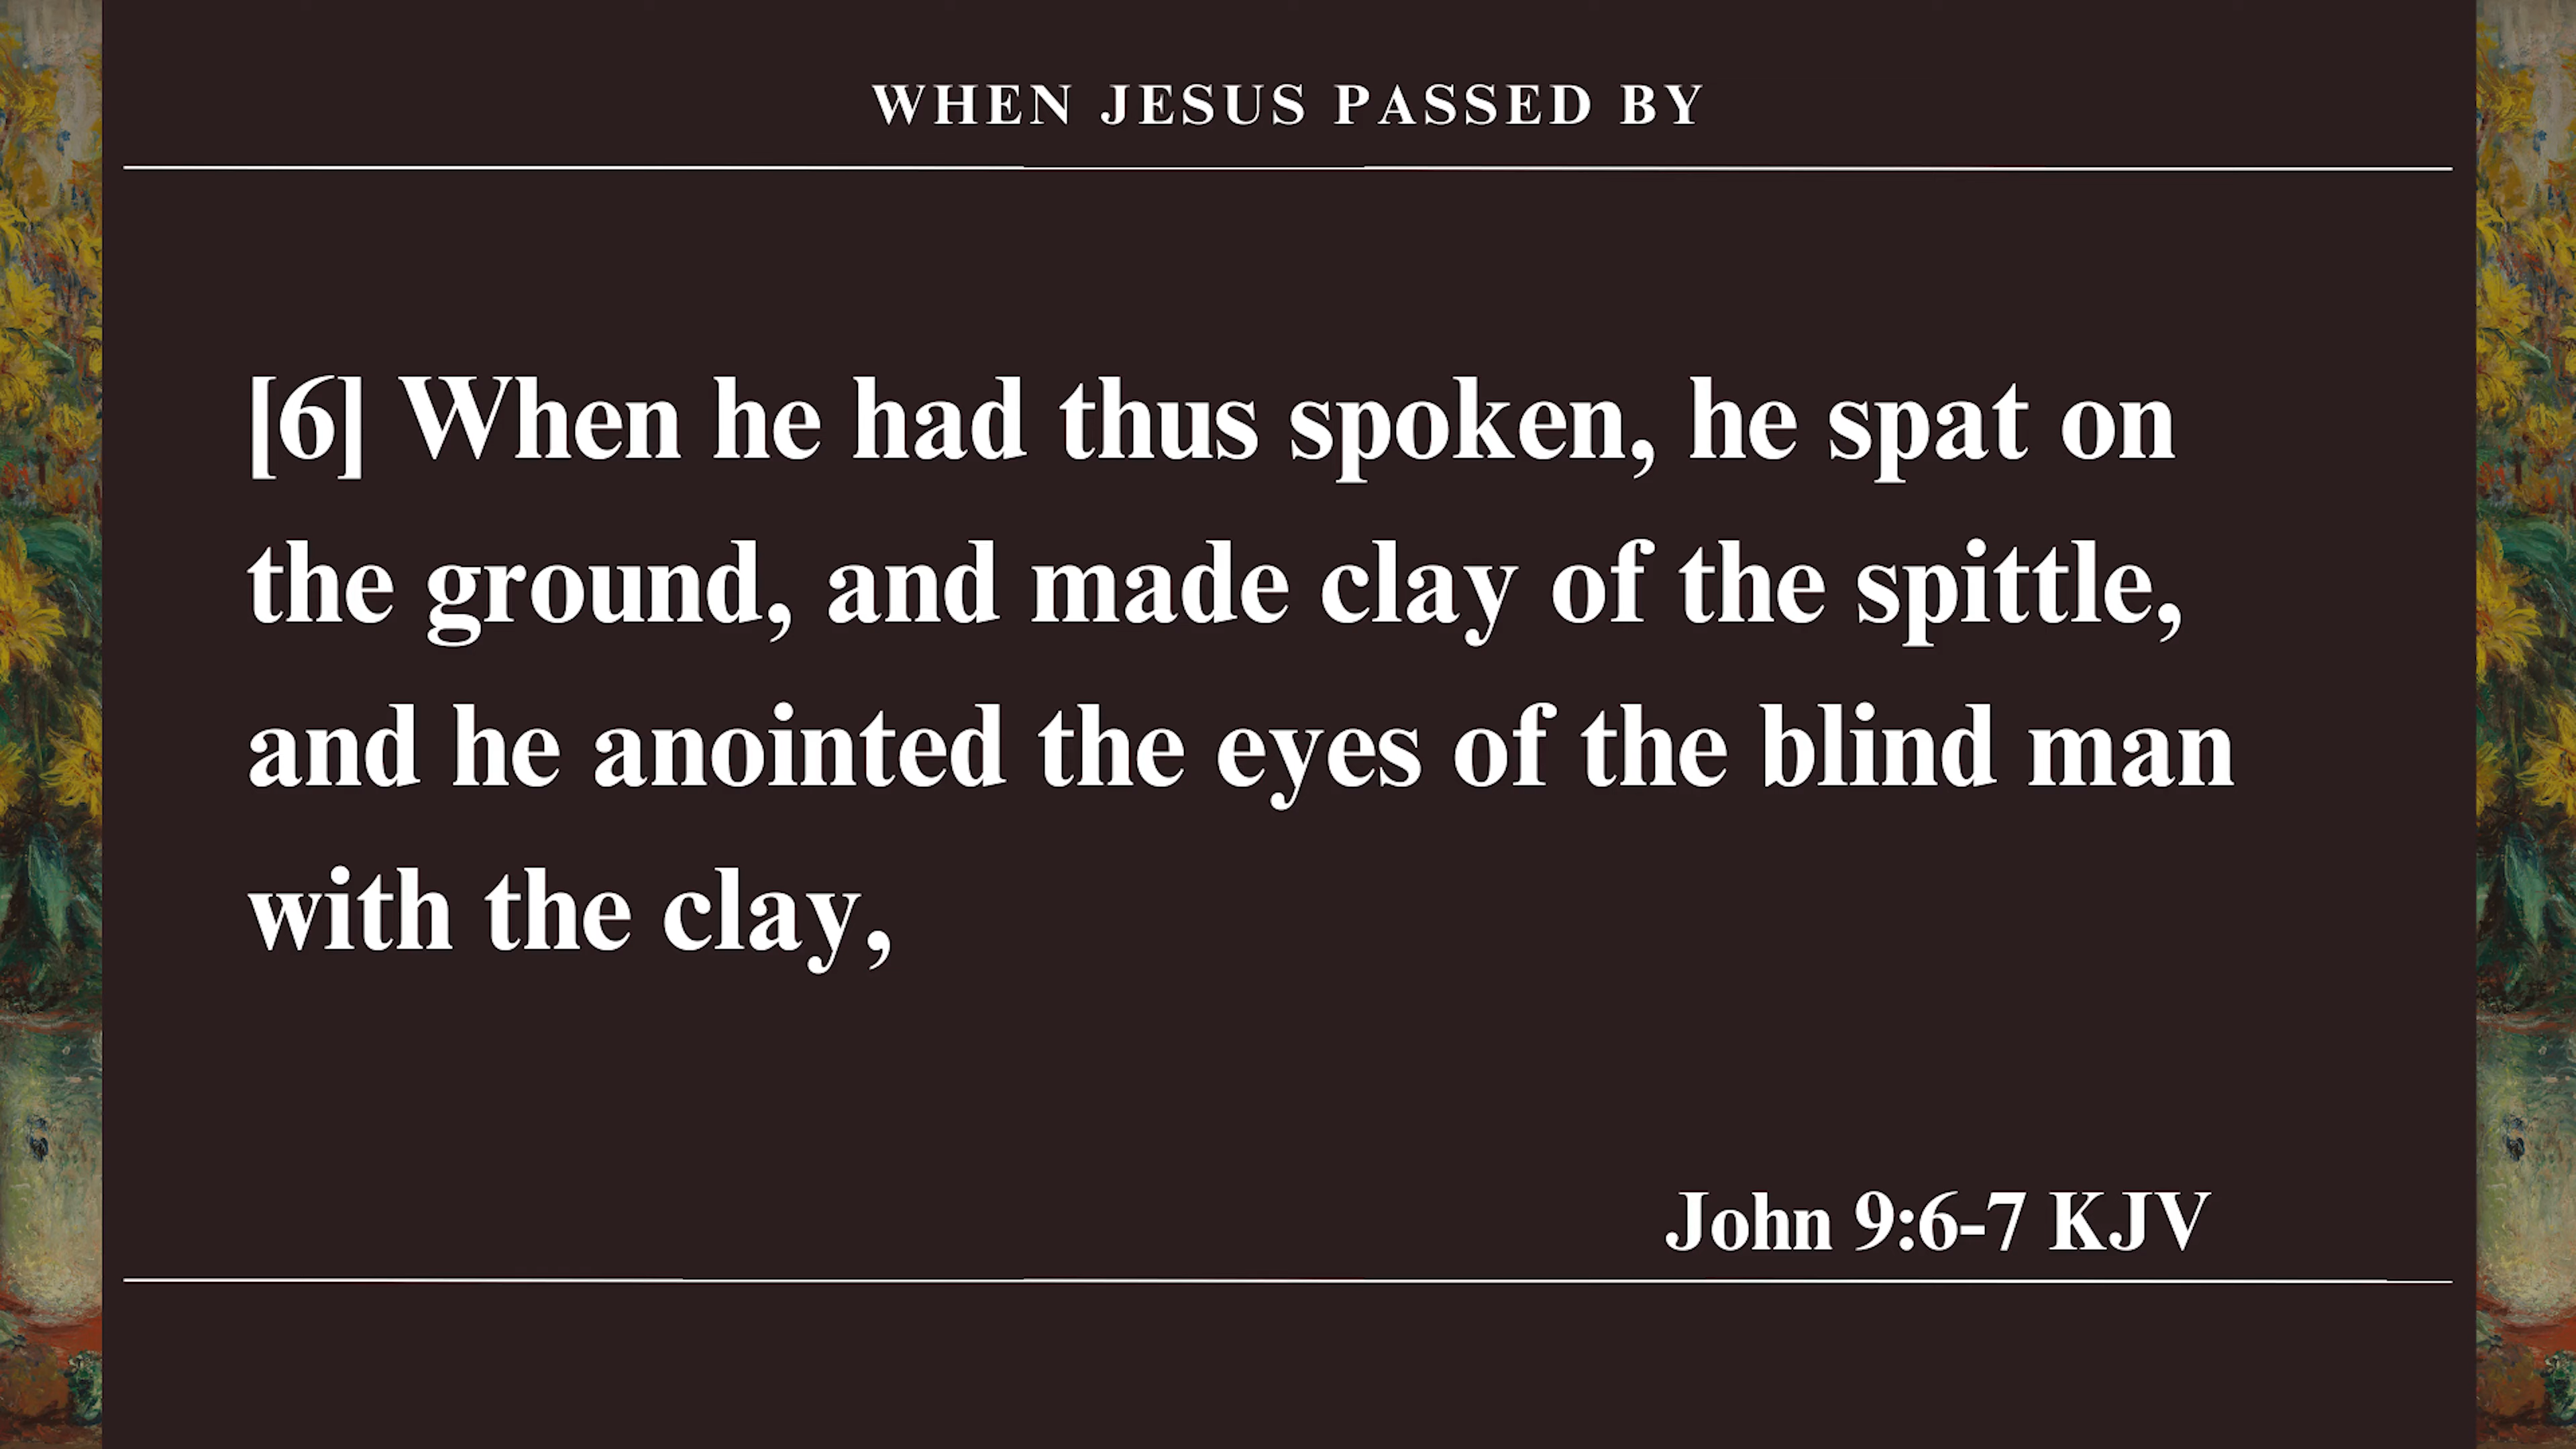 WHEN JESUS PASSED BY
[6] When he had thus spoken, he spat on
the ground, and made clay of the spittle,
and he anointed the eyes of the blind man
with the clay,
John 9:6-7 KJV